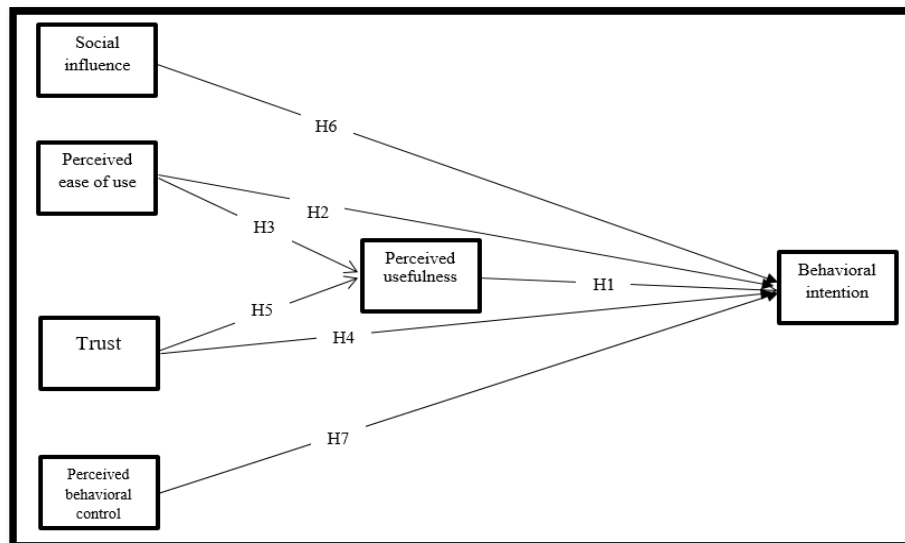 Social
influence
H6
Perceived
ease of use
H2
H3
Perceived
usefulness
H1
Behavioral
intention
H5
Trust
H4
H7
Perceived
behavioral
control